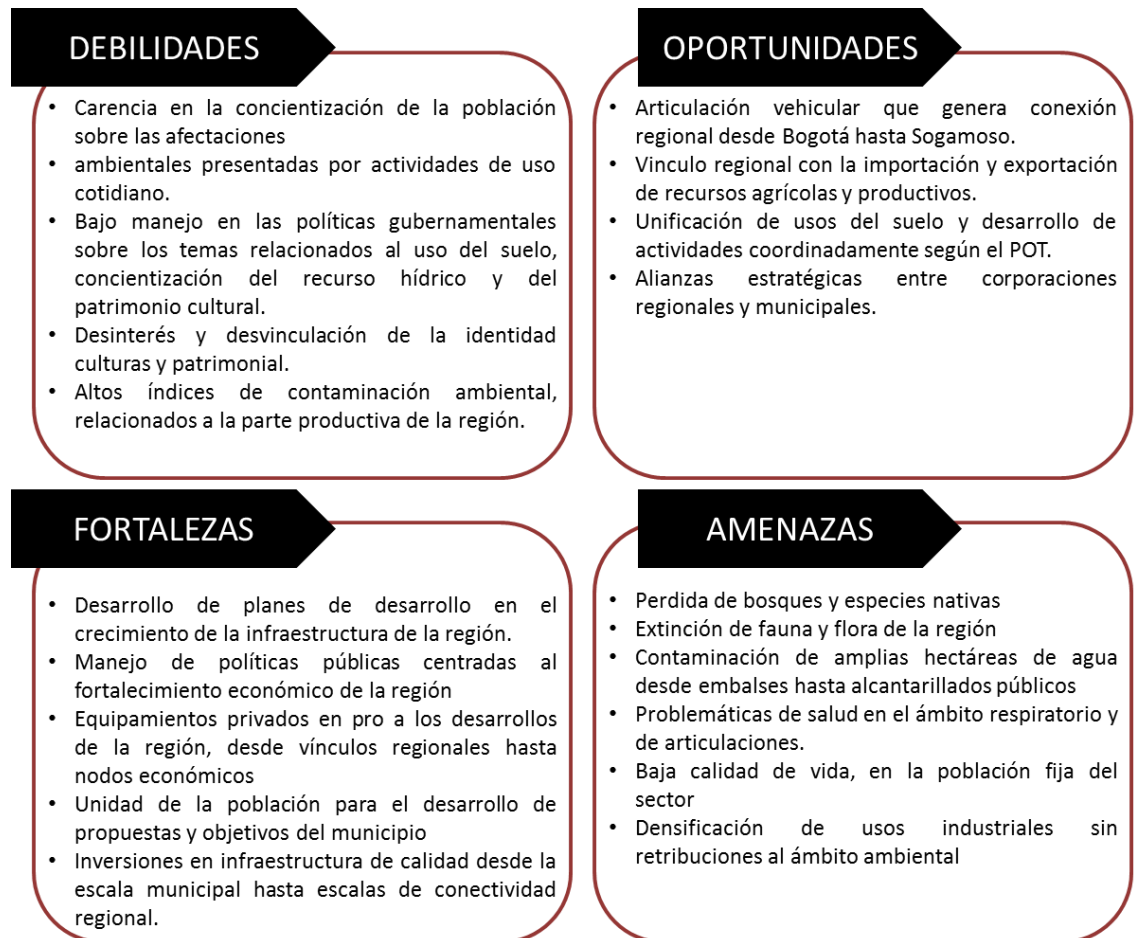 DEBILIDADES
• Carencia en la concientización de la población
sobre las afectaciones
• ambientales presentadas por actividades de uso
cotidiano.
• Bajo manejo en las políticas gubernamentales
sobre los temas relacionados al uso del suelo,
concientización del recurso hídrico y del
patrimonio cultural.
• Desinterés y desvinculación de la identidad
culturas y patrimonial.
• Altos índices de contaminación ambiental,
relacionados a la parte productiva de la región.
OPORTUNIDADES
• Articulación vehicular que genera conexión
regional desde Bogotá hasta Sogamoso.
• Vinculo regional con la importación y exportación
de recursos agrícolas y productivos.
• Unificación de usos del suelo y desarrollo de
actividades coordinadamente según el POT.
• Alianzas estratégicas entre corporaciones
regionales y municipales.
FORTALEZAS
• Desarrollo de planes de desarrollo en el
crecimiento de la infraestructura de la región.
• Manejo de políticas públicas centradas al
fortalecimiento económico de la región
• Equipamientos privados en pro a los desarrollos
de la región, desde vínculos regionales hasta
nodos económicos
• Unidad de la población para el desarrollo de
propuestas y objetivos del municipio
• Inversiones en infraestructura de calidad desde la
escala municipal hasta escalas de conectividad
regional.
AMENAZAS
• Perdida de bosques y especies nativas
• Extinción de fauna y flora de la región
• Contaminación de amplias hectáreas de agua
desde embalses hasta alcantarillados públicos
• Problemáticas de salud en el ámbito respiratorio y
de articulaciones.
• Baja calidad de vida, en la población fija del
sector
• Densificación de usos industriales sin
retribuciones al ámbito ambiental